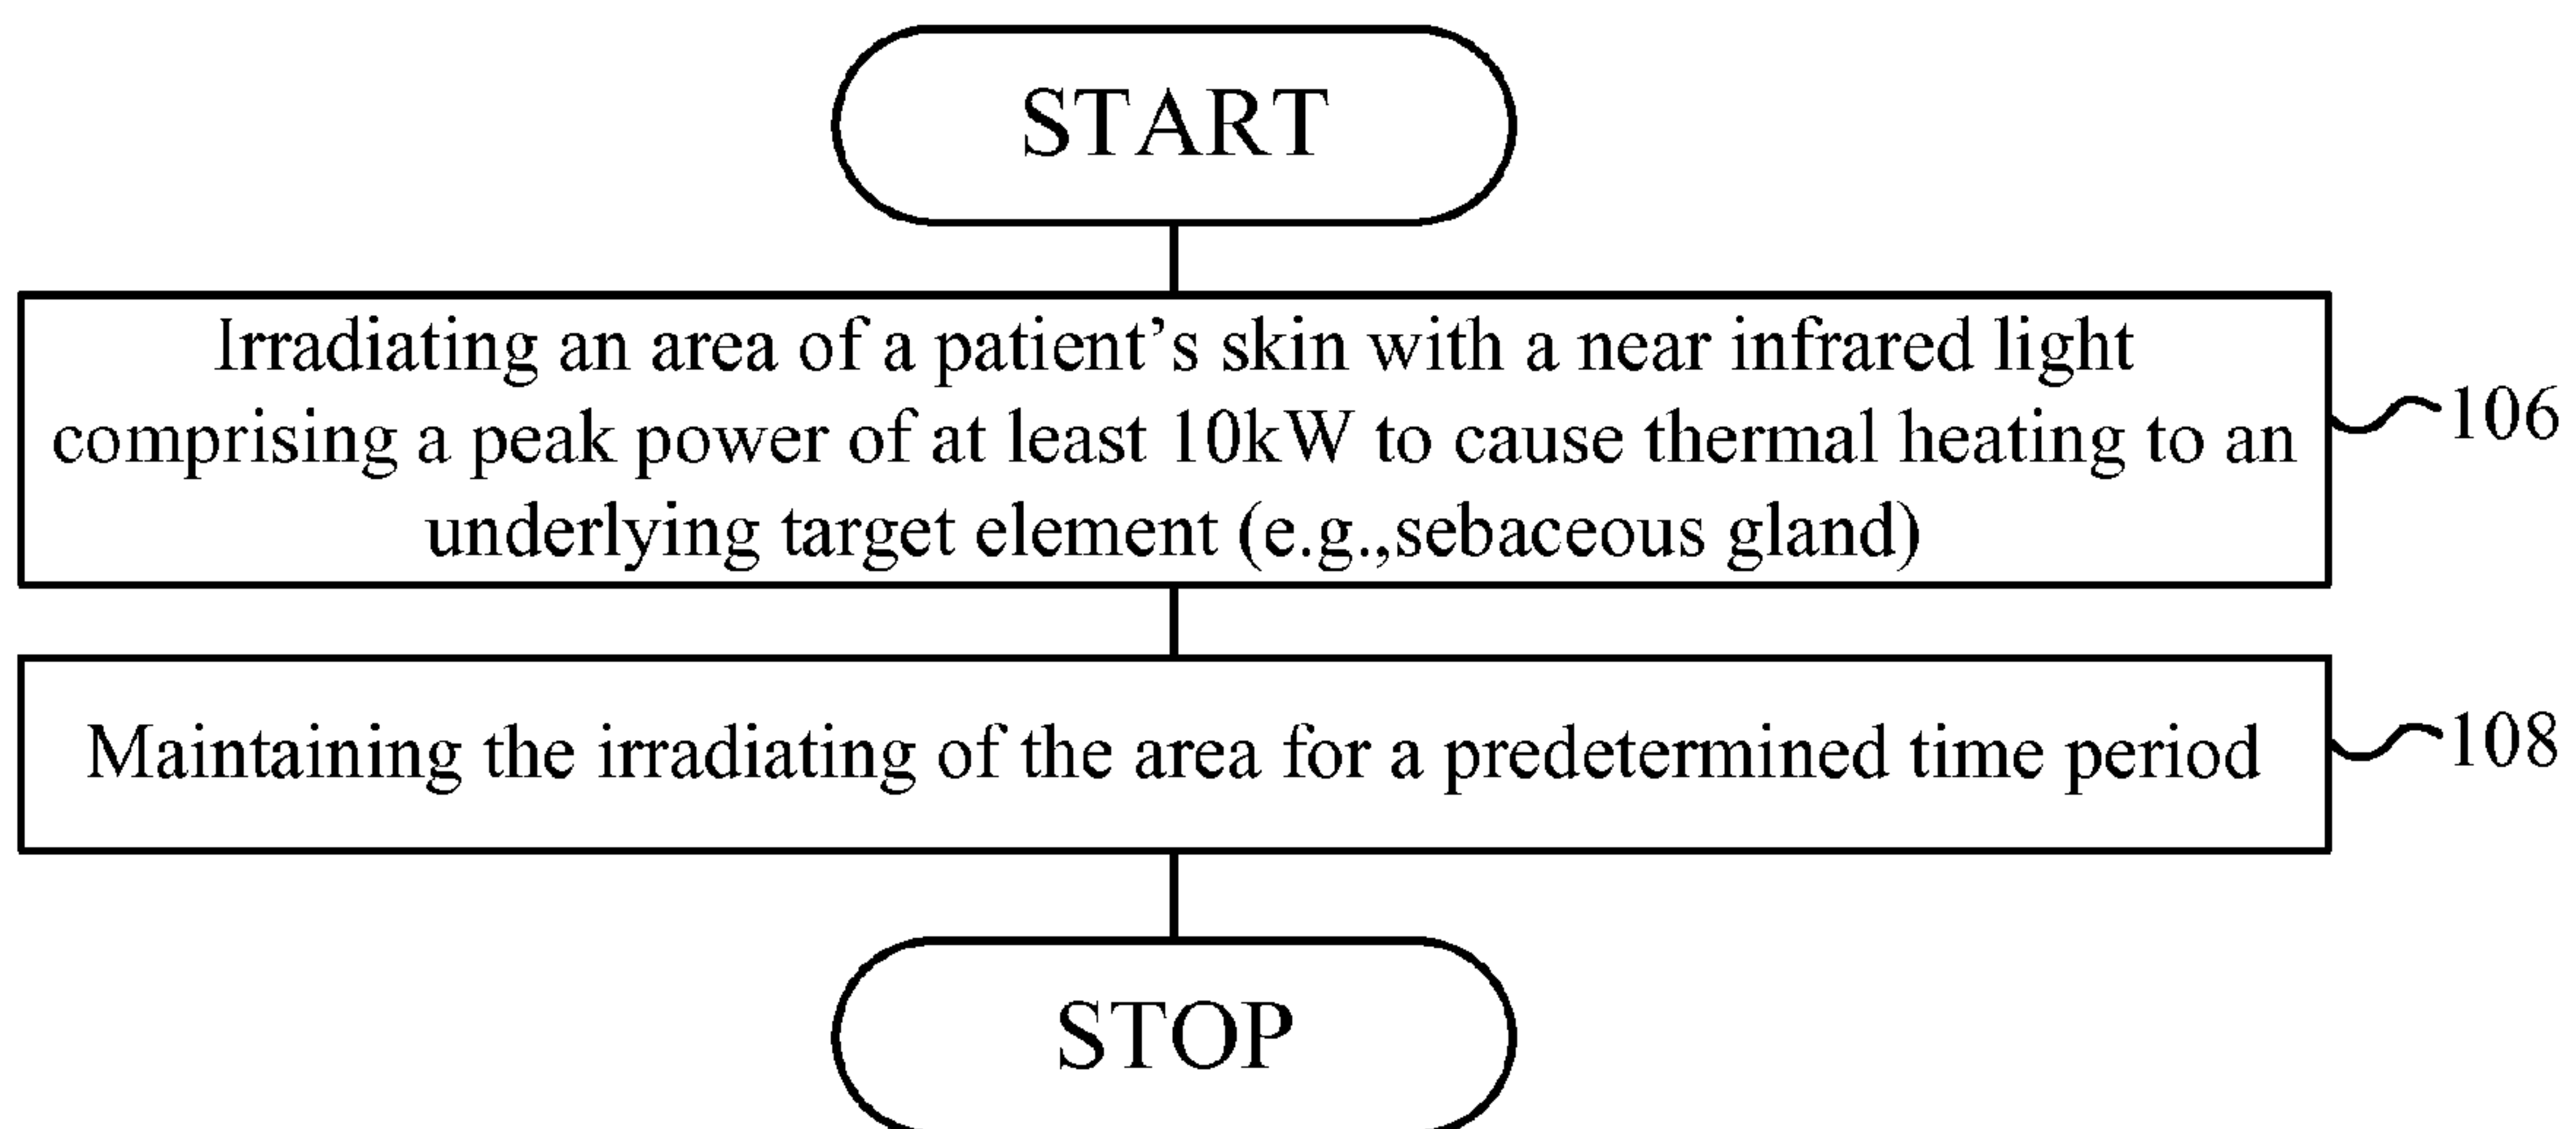 START
Irradiating an area of a patient’s skin with a near infrared light
comprising a peak power of at least 10kW to cause thermal heating to an
underlying target element (e.g.,sebaceous gland)
106
Maintaining the irradiating of the area for a predetermined time period
108
STOP